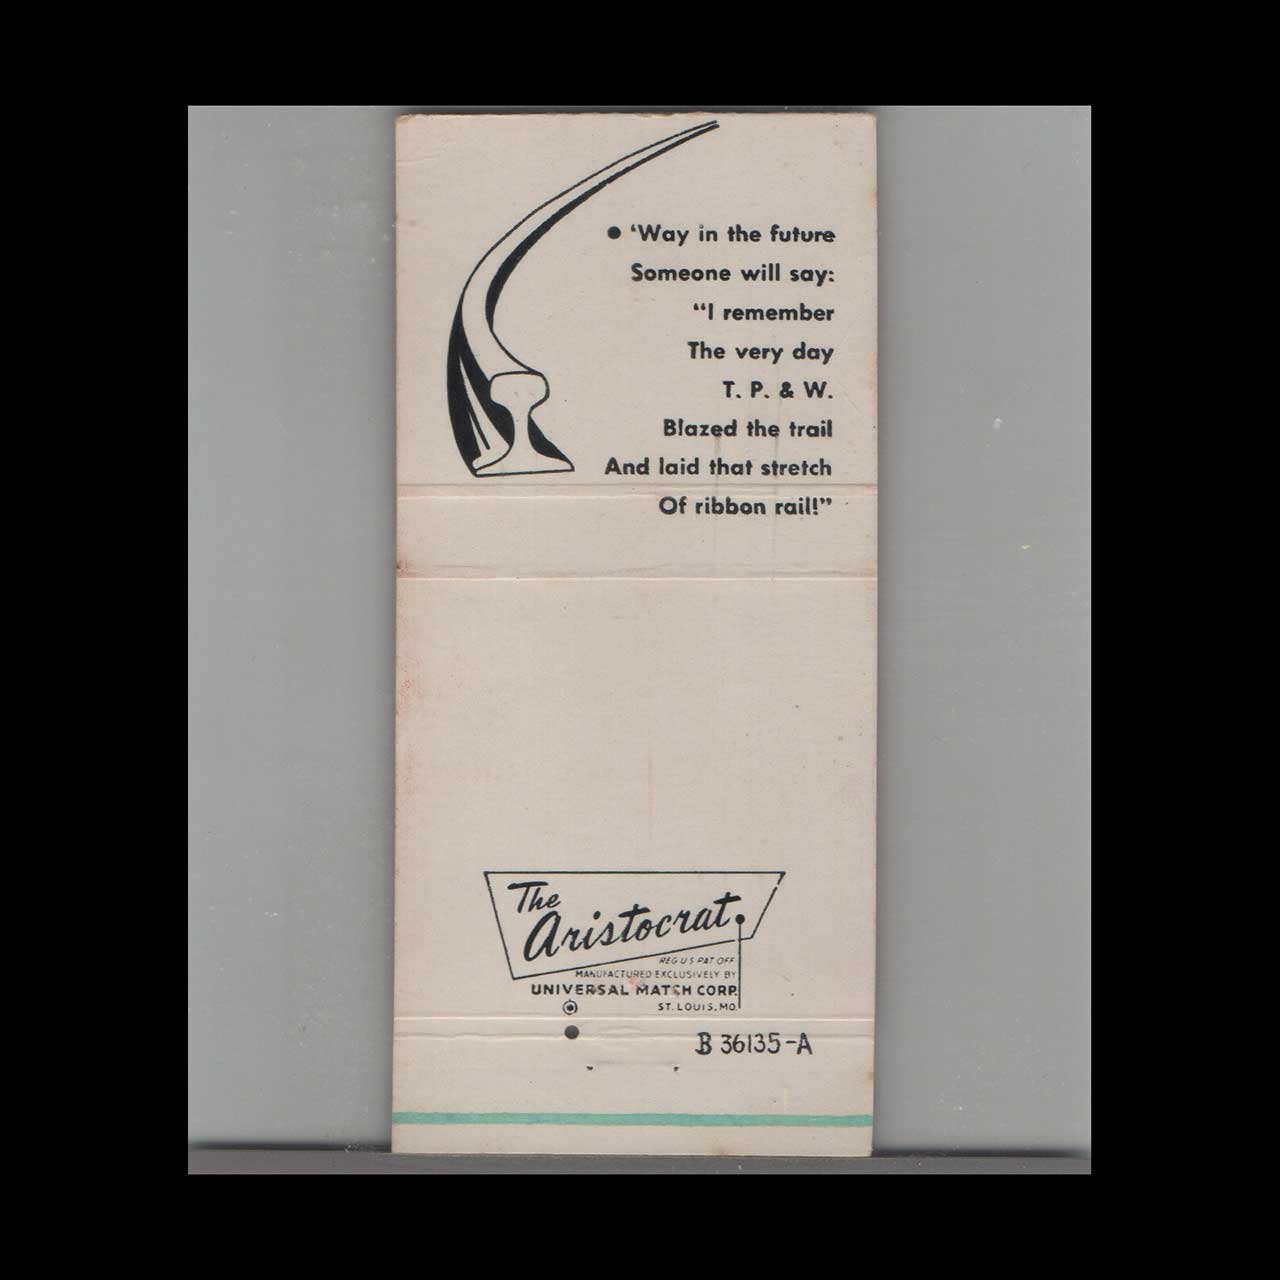 ● ‘Way in the future
Someone will say:
“I remember
The very day
T. P. & W.
Blazed the trail
And laid that stretch
Of ribbon rail!”
The
Aristocrat
REG U S PAT OFF
MANUFACTURED EXCLUSIVELY BY
UNIVERSAL MATCH CORP.
ST. LOUIS, MO.
B 36135-A